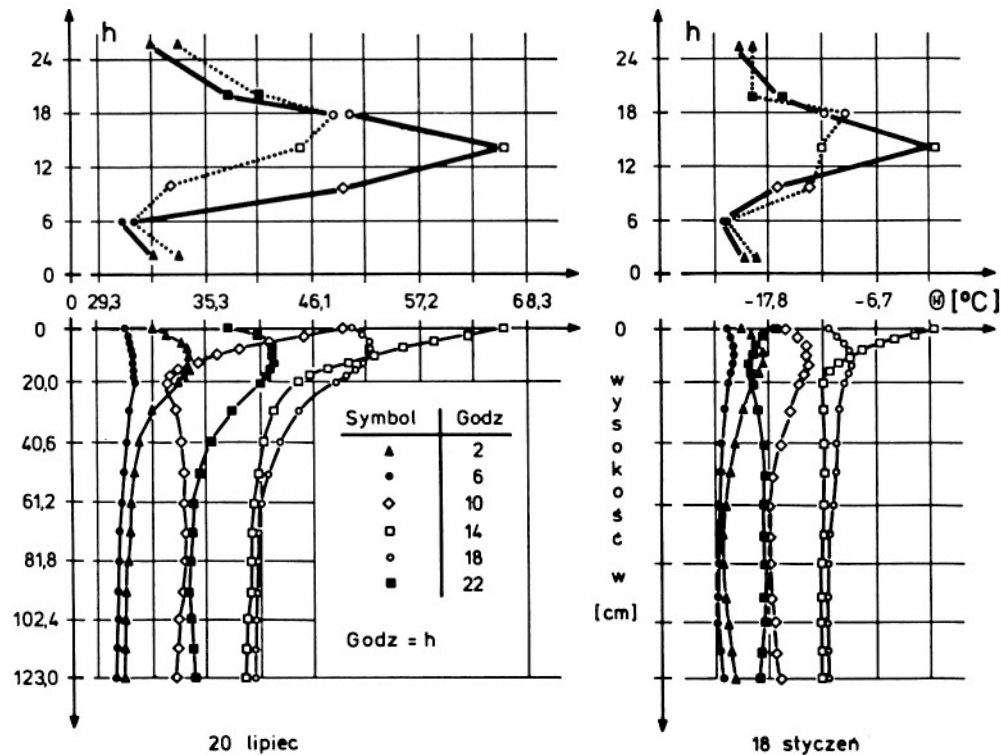 h
24
18
12
6
0
0 29,3 35,3 46,1 57,2 68,3
0
20,0
40,6
61,2
81,8
102,4
123,0
Symbol Godz
2
6
10
14
18
22
Godz = h
20 lipiec
h
24
18
12
6
0
-17,8 -6,7 Θ [°C]
0
wysokość w
[cm]
18 styczeń